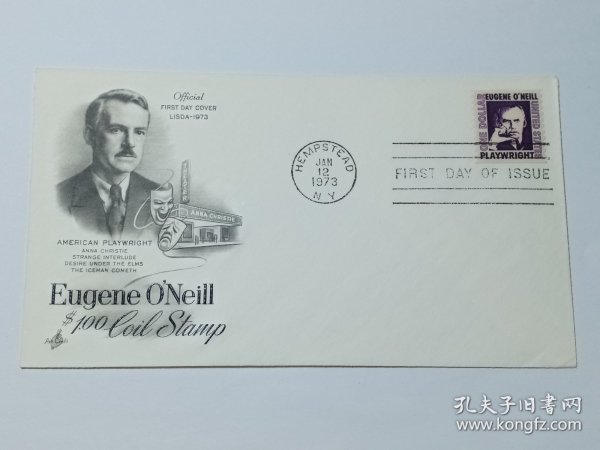 Official
FIRST DAY COVER
LISDA-1973
AMERICAN PLAYWRIGHT
ANNA CHRISTIE
STRANGE INTERLUDE
DESIRE UNDER THE ELMS
THE ICEMAN COMETH
ANNA CHRISTIE
Eugene O'Neill
$1.00 Coil Stamp
HEMPSTEAD
JAN
12
1973
N Y
EUGENE O'NEILL
ONE DOLLAR
UNITED STATES
PLAYWRIGHT
FIRST DAY OF ISSUE
孔夫子旧书网
www.kongfz.com